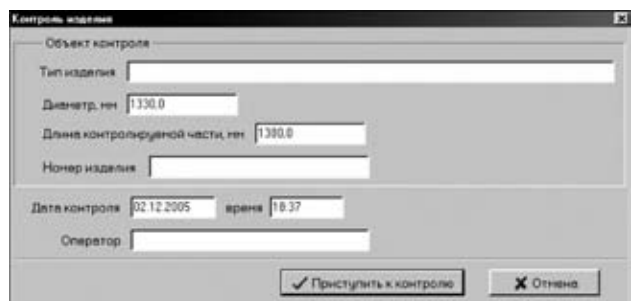 Контроль изделия
Объект контроля
Тип изделия
Диаметр, мм 1330,0
Длина контролируемой части, мм 1380,0
Номер изделия
Дата контроля 02.12.2005 время 18:37
Оператор
Приступить к контролю Отмена